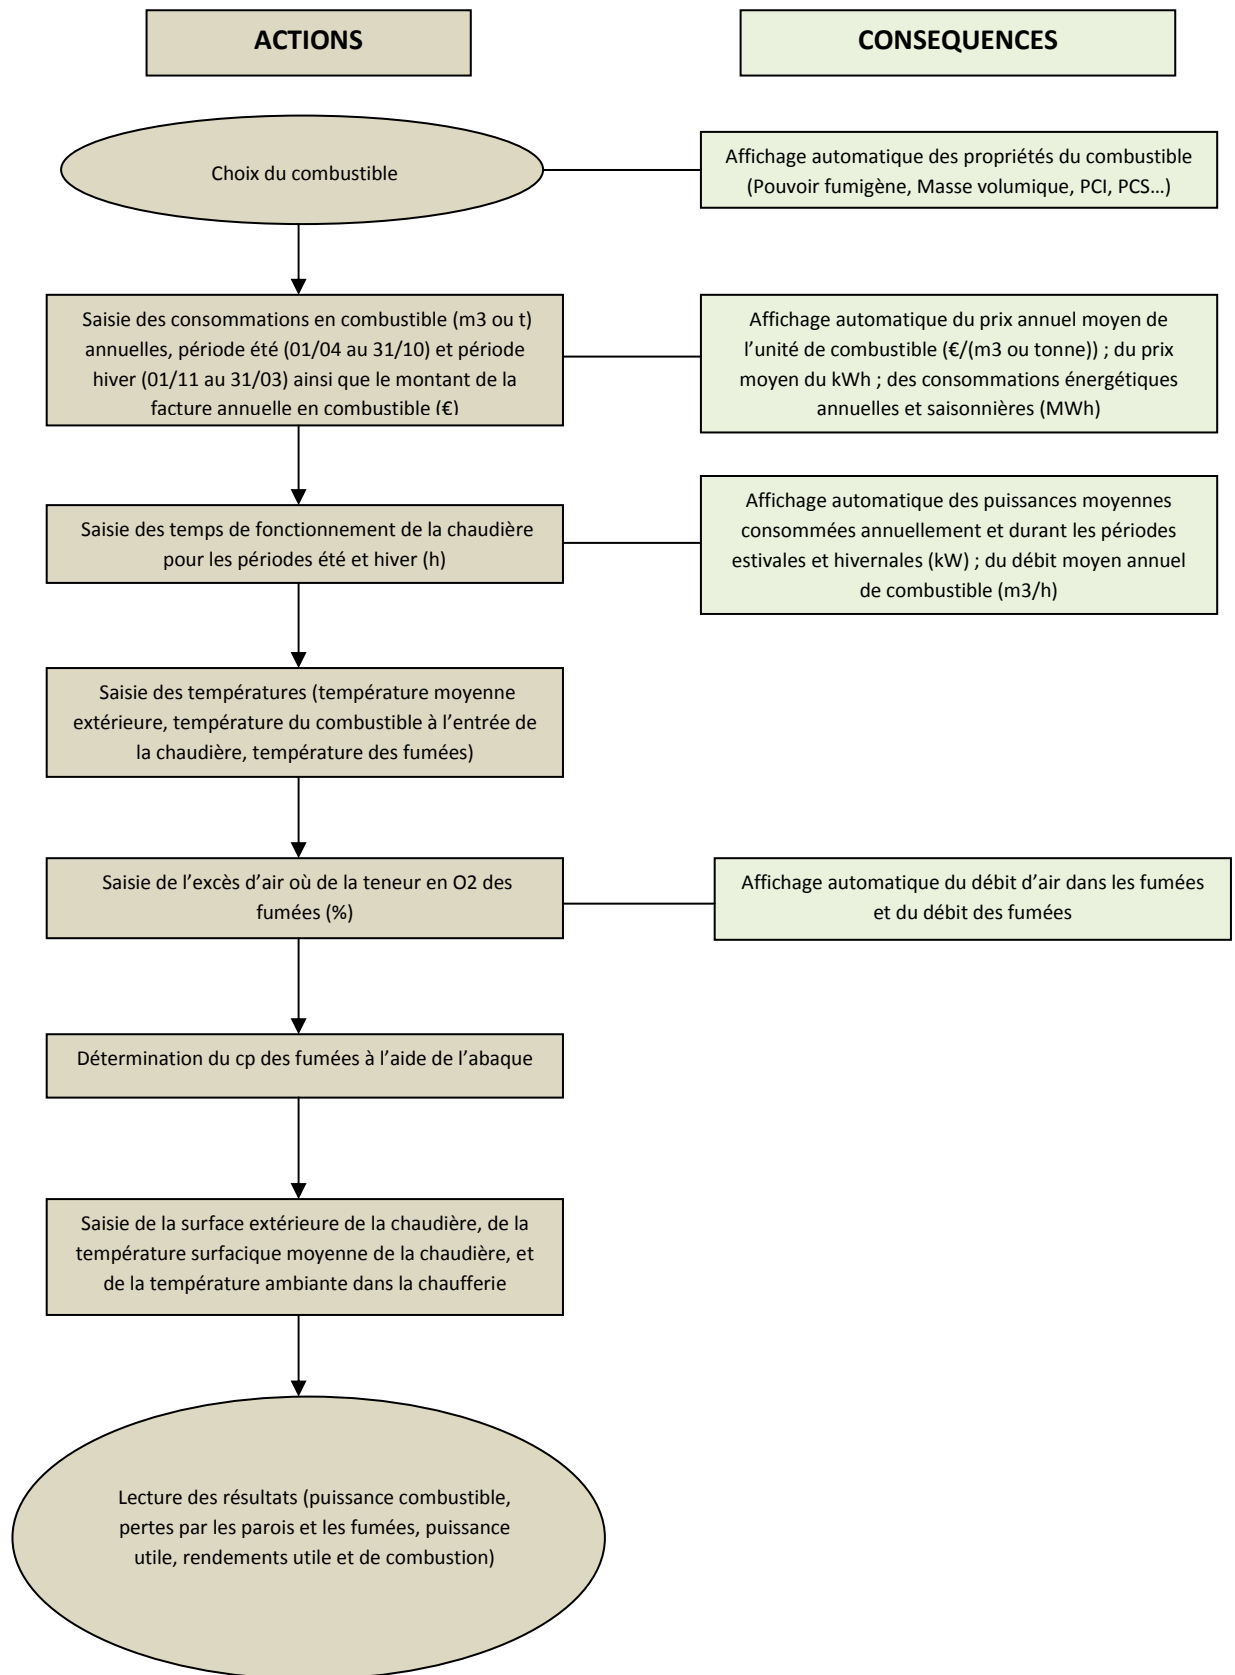 ACTIONS
CONSEQUENCES
Choix du combustible
Affichage automatique des propriétés du combustible
(Pouvoir fumigène, Masse volumique, PCI, PCS…)
Saisie des consommations en combustible (m3 ou t)
annuelles, période été (01/04 au 31/10) et période
hiver (01/11 au 31/03) ainsi que le montant de la
facture annuelle en combustible (€)
Affichage automatique du prix annuel moyen de
l’unité de combustible (€/(m3 ou tonne)) ; du prix
moyen du kWh ; des consommations énergétiques
annuelles et saisonnières (MWh)
Saisie des temps de fonctionnement de la chaudière
pour les périodes été et hiver (h)
Affichage automatique des puissances moyennes
consommées annuellement et durant les périodes
estivales et hivernales (kW) ; du débit moyen annuel
de combustible (m3/h)
Saisie des températures (température moyenne
extérieure, température du combustible à l’entrée de
la chaudière, température des fumées)
Saisie de l’excès d’air où de la teneur en O2 des
fumées (%)
Affichage automatique du débit d’air dans les fumées
et du débit des fumées
Détermination du cp des fumées à l’aide de l’abaque
Saisie de la surface extérieure de la chaudière, de la
température surfacique moyenne de la chaudière, et
de la température ambiante dans la chaufferie
Lecture des résultats (puissance combustible,
pertes par les parois et les fumées, puissance
utile, rendements utile et de combustion)